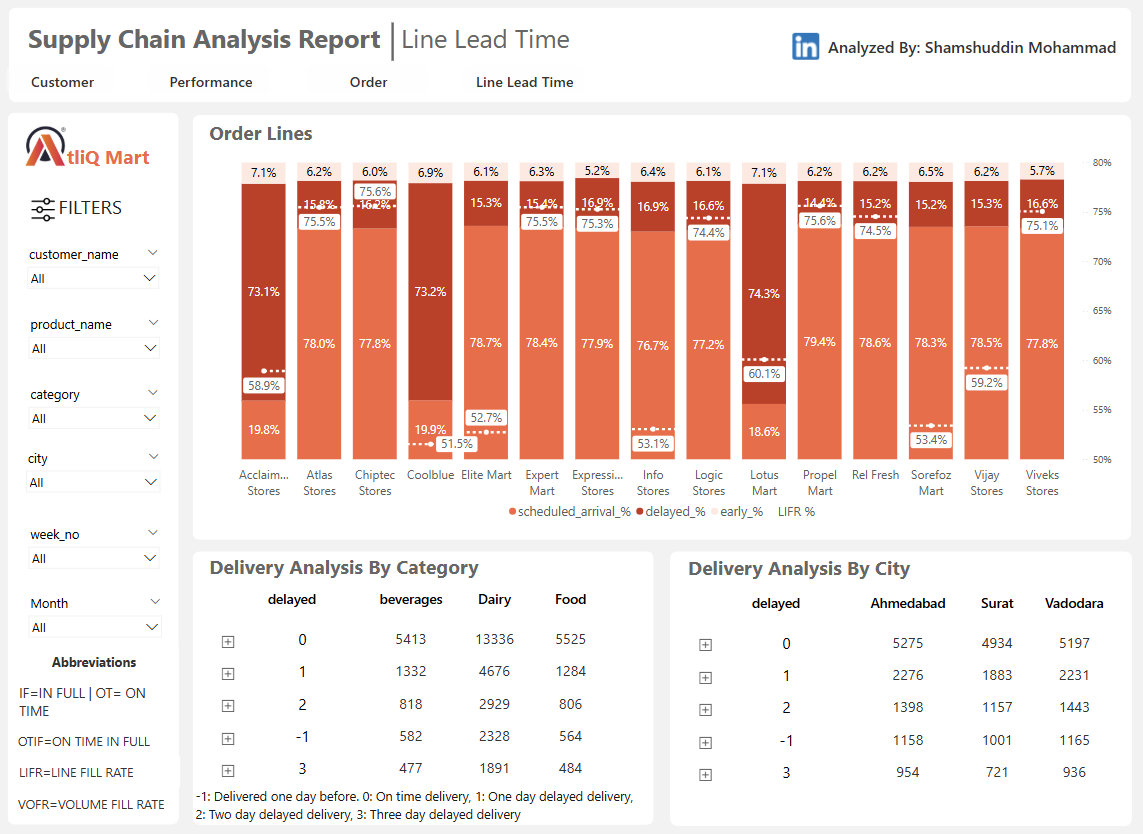 Supply Chain Analysis Report | Line Lead Time
in Analyzed By: Shamshuddin Mohammad
Customer Performance Order Line Lead Time
AtliQ Mart
FILTERS
customer_name
All
product_name
All
category
All
city
All
week_no
All
Month
All
Abbreviations
IF=IN FULL | OT= ON
TIME
OTIF=ON TIME IN FULL
LIFR=LINE FILL RATE
VOFR=VOLUME FILL RATE
Order Lines
7.1% 6.2% 6.0% 6.9% 6.1% 6.3% 5.2% 6.4% 6.1% 7.1% 6.2% 6.2% 6.5% 6.2% 5.7%
80%
75.6%
15.8% 16.2% 15.3% 15.4% 16.9% 16.9% 16.6% 14.4% 15.2% 15.2% 15.3% 16.6%
75%
75.5% 75.5% 75.3% 74.4% 75.6% 74.5% 75.1%
70%
73.1% 73.2% 74.3%
65%
78.0% 77.8% 78.7% 78.4% 77.9% 76.7% 77.2% 79.4% 78.6% 78.3% 78.5% 77.8%
60%
58.9% 60.1% 59.2%
55%
52.7%
19.8% 19.9% 18.6%
51.5% 53.1% 53.4%
50%
Acclaim... Atlas Chiptec Coolblue Elite Mart Expert Expressi... Info Logic Lotus Propel Rel Fresh Sorefoz Vijay Viveks
Stores Stores Stores Mart Stores Stores Stores Mart Mart Mart Stores Stores
scheduled_arrival_% delayed_% early_% LIFR %
Delivery Analysis By Category
delayed beverages Dairy Food
0 5413 13336 5525
1 1332 4676 1284
2 818 2929 806
-1 582 2328 564
3 477 1891 484
-1: Delivered one day before. 0: On time delivery, 1: One day delayed delivery,
2: Two day delayed delivery, 3: Three day delayed delivery
Delivery Analysis By City
delayed Ahmedabad Surat Vadodara
0 5275 4934 5197
1 2276 1883 2231
2 1398 1157 1443
-1 1158 1001 1165
3 954 721 936